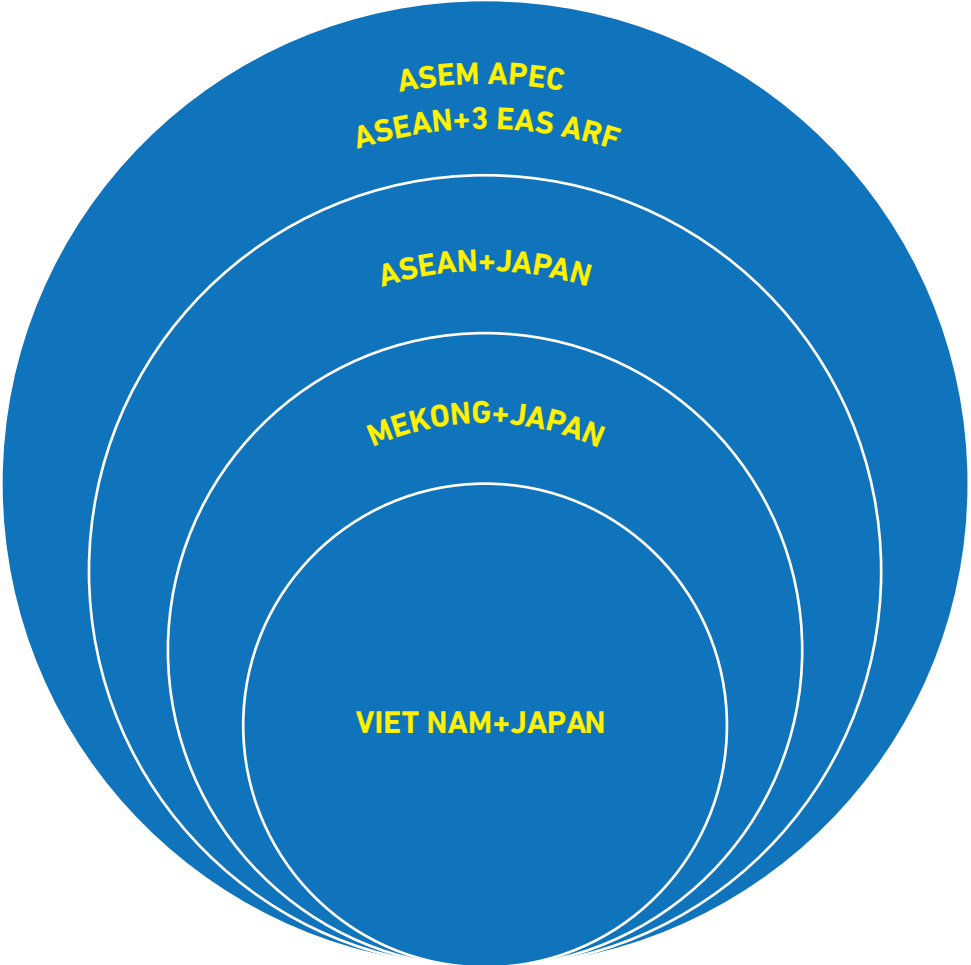 ASEM APEC
ASEAN+3 EAS ARF
ASEAN+JAPAN
MEKONG+JAPAN
VIET NAM+JAPAN